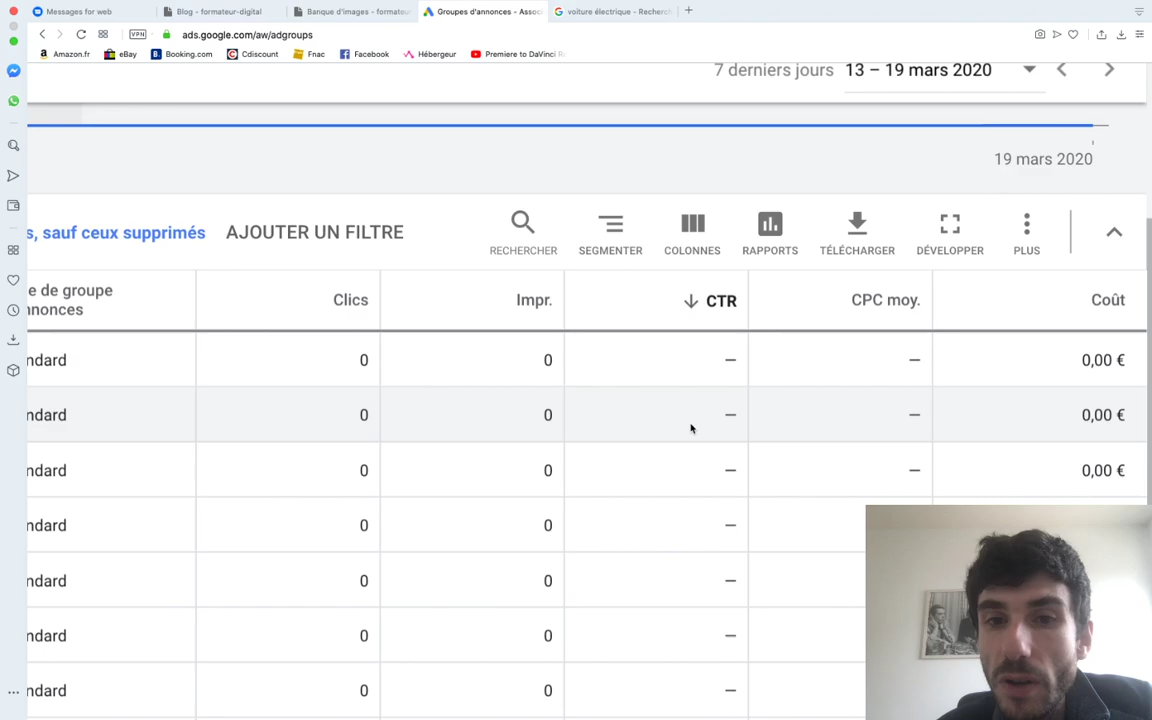 Messages for web
Blog - formateur-digital
Banque d'images - formateur
Groupes d'annonces - Associ
voiture électrique - Recherch
VPN
ads.google.com/aw/adgroups
Amazon.fr
eBay
Booking.com
Cdiscount
Fnac
Facebook
Hébergeur
Premiere to DaVinci R
7 derniers jours
13 – 19 mars 2020
19 mars 2020
s, sauf ceux supprimés
AJOUTER UN FILTRE
RECHERCHER
SEGMENTER
COLONNES
RAPPORTS
TÉLÉCHARGER
DÉVELOPPER
PLUS
e de groupe
nnonces
Clics
Impr.
CTR
CPC moy.
Coût
ndard 0 0 — — 0,00 €
ndard 0 0 — — 0,00 €
ndard 0 0 — — 0,00 €
ndard 0 0 —
ndard 0 0 —
ndard 0 0 —
ndard 0 0 —